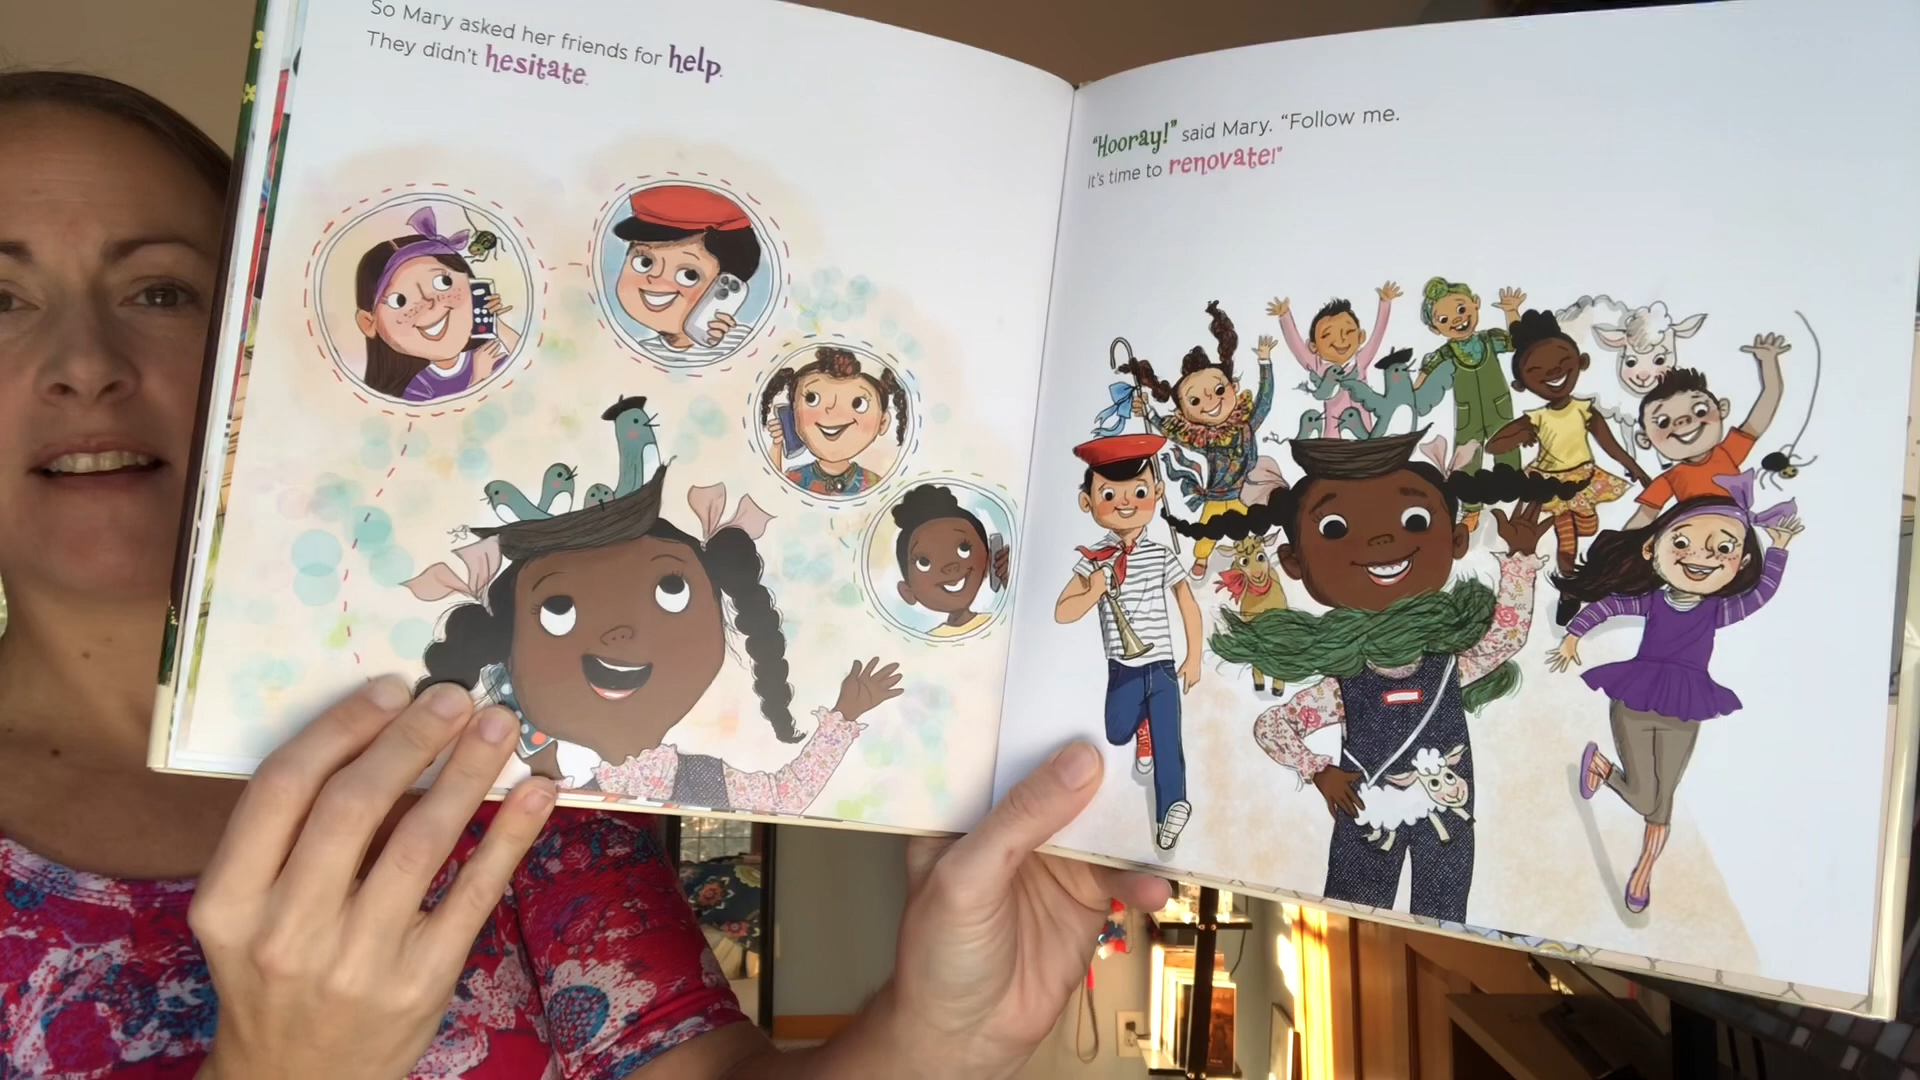 So Mary asked her friends for help.
They didn't hesitate.
"Hooray!" said Mary. "Follow me.
It's time to renovate!"